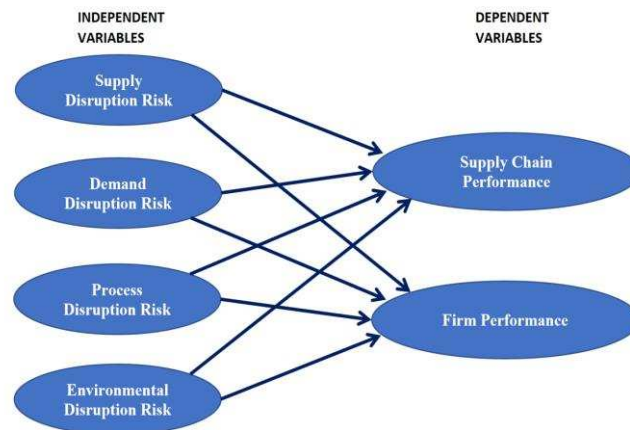 INDEPENDENT
VARIABLES
DEPENDENT
VARIABLES
Supply
Disruption Risk
Demand
Disruption Risk
Process
Disruption Risk
Environmental
Disruption Risk
Supply Chain
Performance
Firm Performance